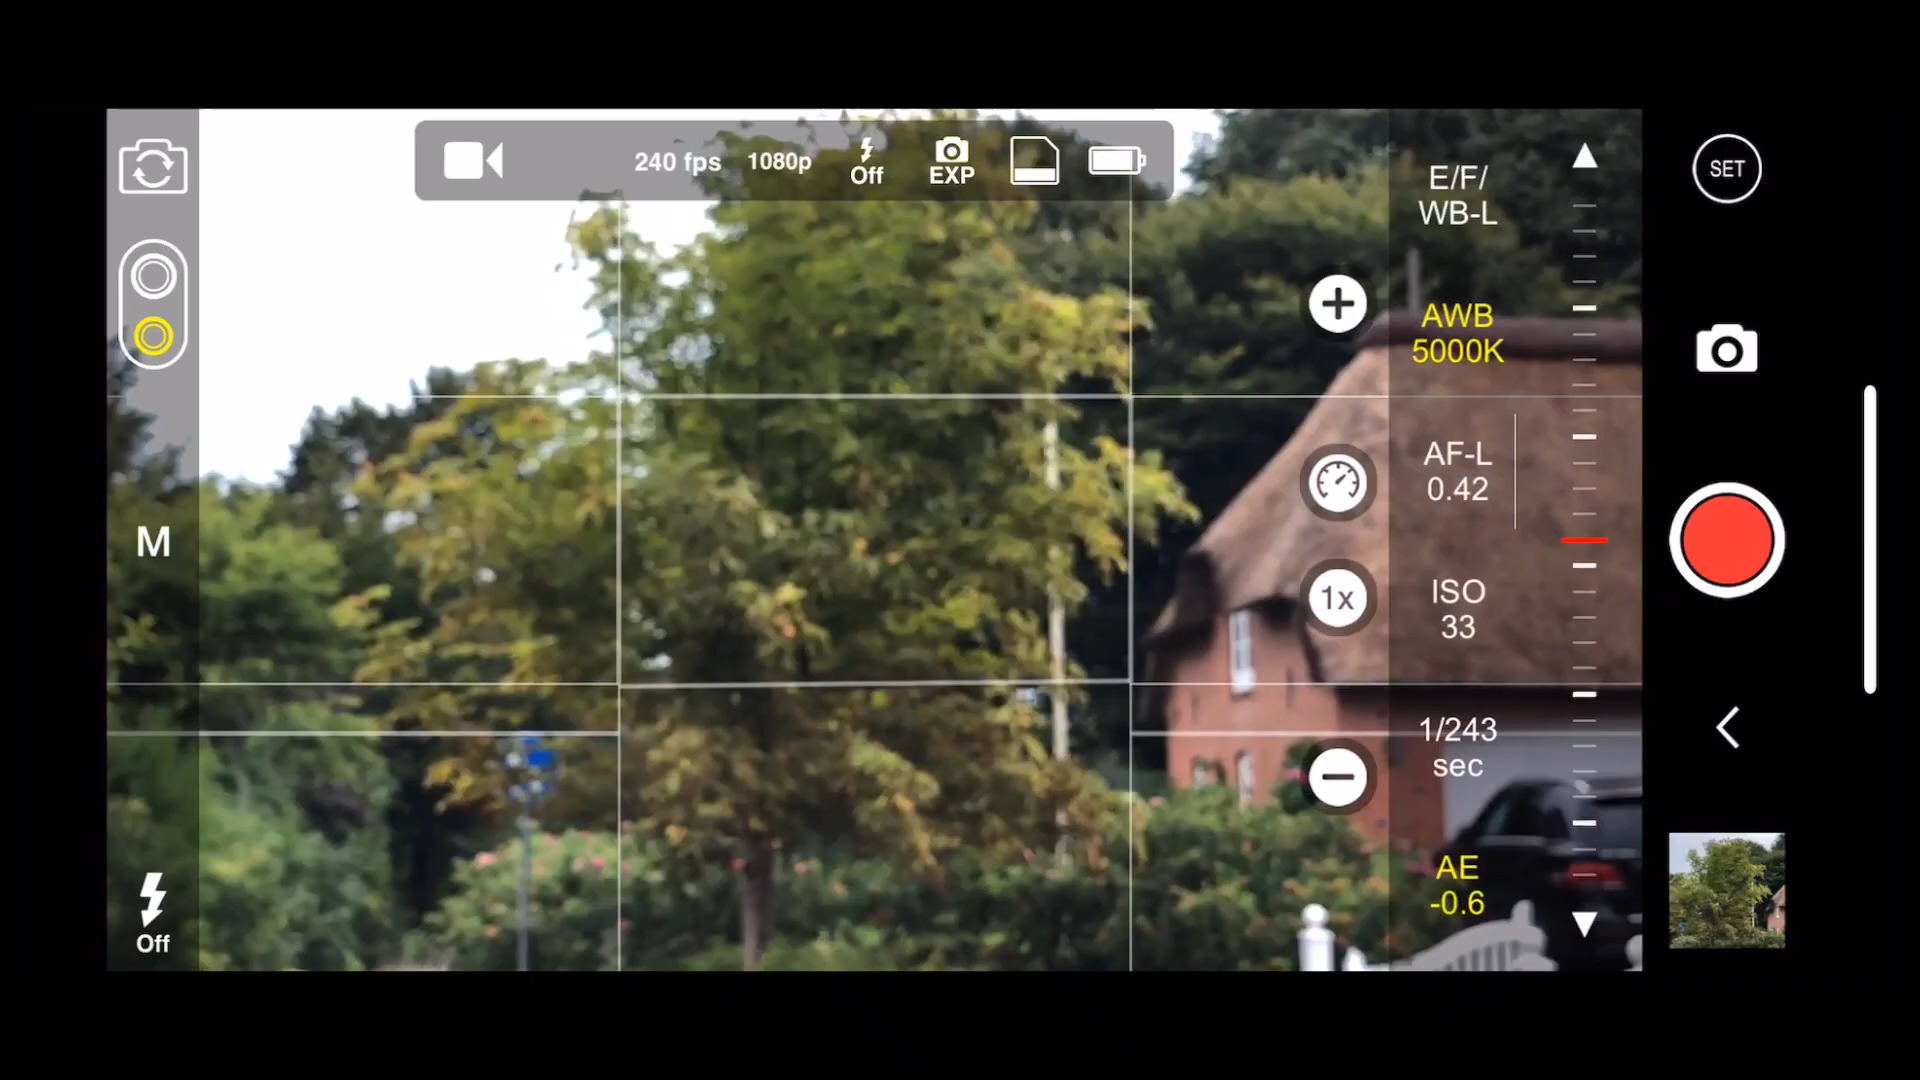 240 fps 1080p Off EXP
SET
E/F/
WB-L
AWB
5000K
AF-L
0.42
M
1x
ISO
33
1/243
sec
AE
-0.6
Off